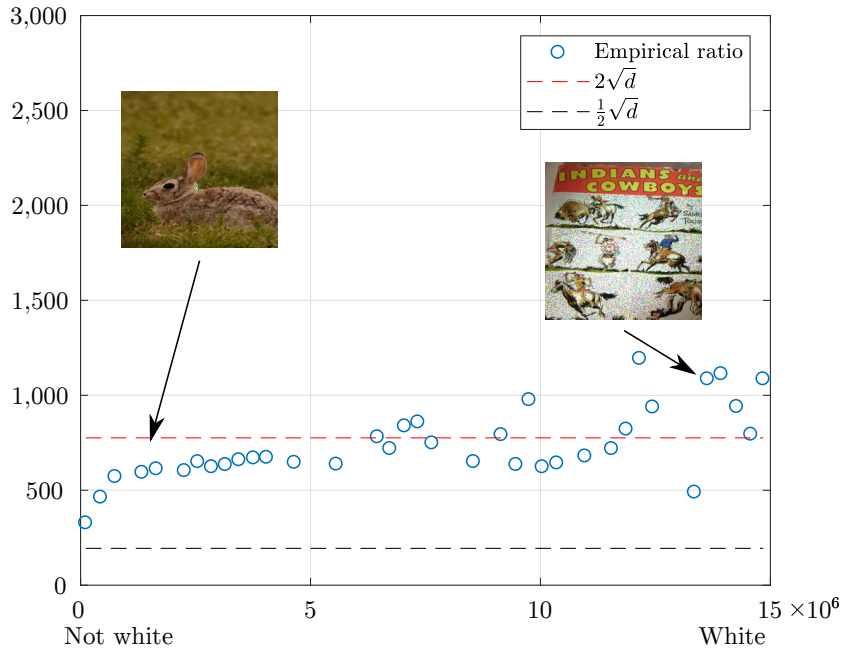 3,000
Empirical ratio
2√d
½√d
2,500
INDIANS and
COWBOYS
by
2,000
1,500
1,000
500
0
0 5 10 15 ×10⁶
Not white White